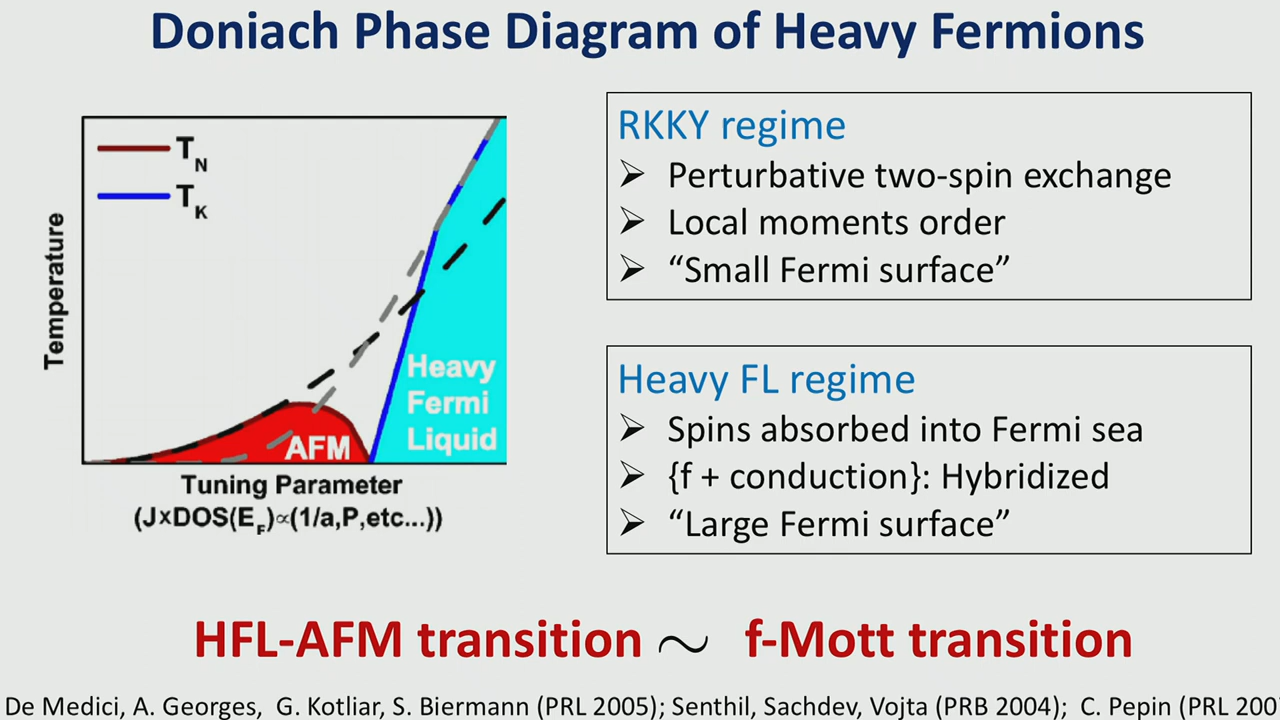 Doniach Phase Diagram of Heavy Fermions
T_N
T_K
Temperature
AFM
Heavy
Fermi
Liquid
Tuning Parameter
(J×DOS(E_F)∝(1/a,P,etc...))
RKKY regime
➢ Perturbative two-spin exchange
➢ Local moments order
➢ “Small Fermi surface”
Heavy FL regime
➢ Spins absorbed into Fermi sea
➢ {f + conduction}: Hybridized
➢ “Large Fermi surface”
HFL-AFM transition ∼ f-Mott transition
De Medici, A. Georges, G. Kotliar, S. Biermann (PRL 2005); Senthil, Sachdev, Vojta (PRB 2004); C. Pepin (PRL